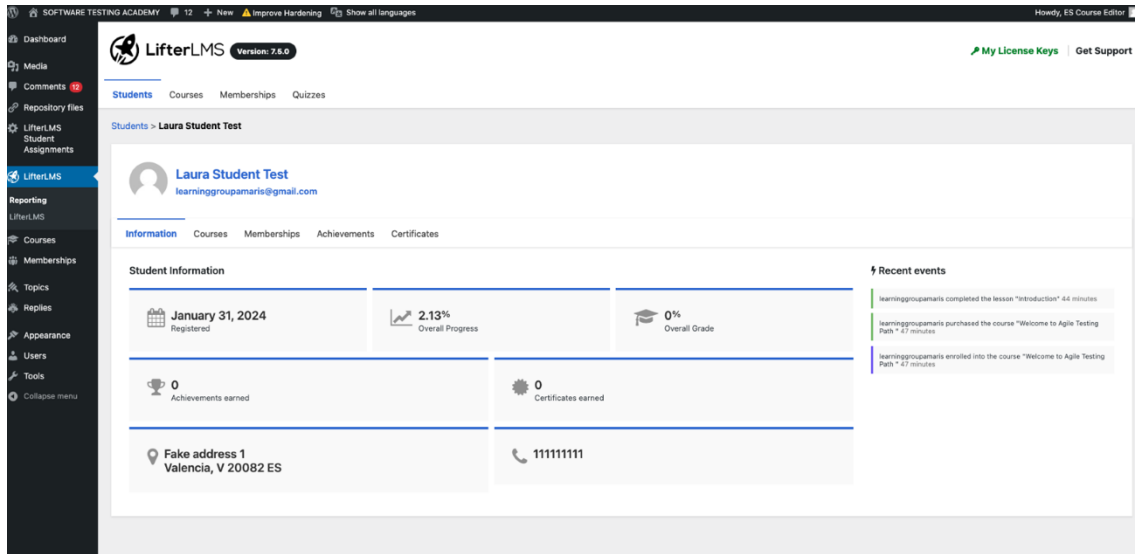 SOFTWARE TESTING ACADEMY 12 + New Improve Hardening Show all languages Howdy, ES Course Editor
Dashboard
Media
Comments 12
Repository files
LifterLMS
Student
Assignments
LifterLMS
Reporting
LifterLMS
Courses
Memberships
Topics
Replies
Appearance
Users
Tools
Collapse menu
LifterLMS Version: 7.5.0
My License Keys Get Support
Students Courses Memberships Quizzes
Students > Laura Student Test
Laura Student Test
learninggroupamaris@gmail.com
Information Courses Memberships Achievements Certificates
Student Information
January 31, 2024
Registered
2.13%
Overall Progress
0%
Overall Grade
0
Achievements earned
0
Certificates earned
Fake address 1
Valencia, V 20082 ES
111111111
Recent events
learninggroupamaris completed the lesson "Introduction" 44 minutes
learninggroupamaris purchased the course "Welcome to Agile Testing
Path " 47 minutes
learninggroupamaris enrolled into the course "Welcome to Agile Testing
Path " 47 minutes